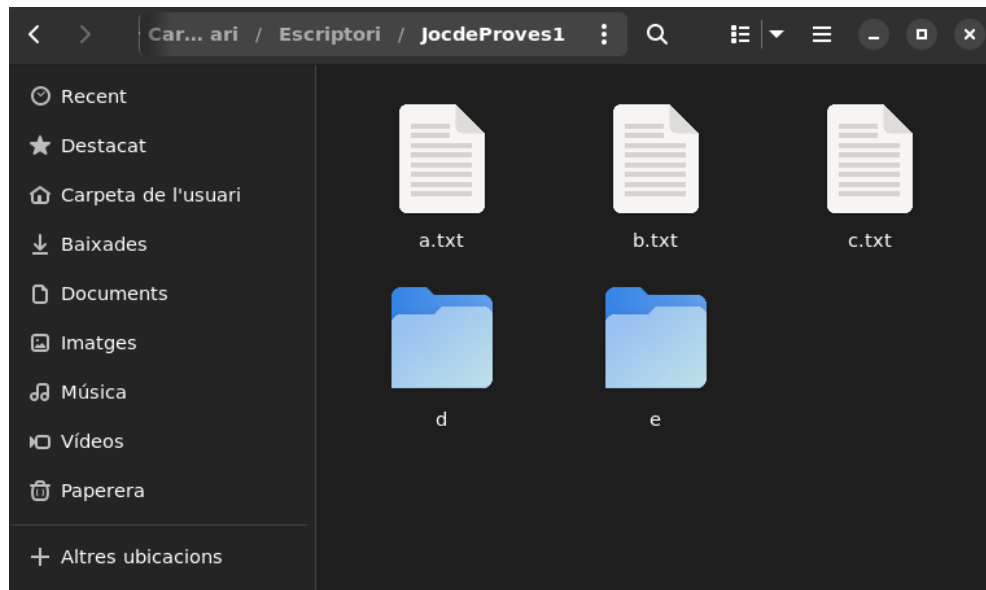 Car... ari / Escriptori / JocdeProves1
Recent
Destacat
Carpeta de l'usuari
Baixades
Documents
Imatges
Música
Vídeos
Paperera
Altres ubicacions
a.txt b.txt c.txt
d e